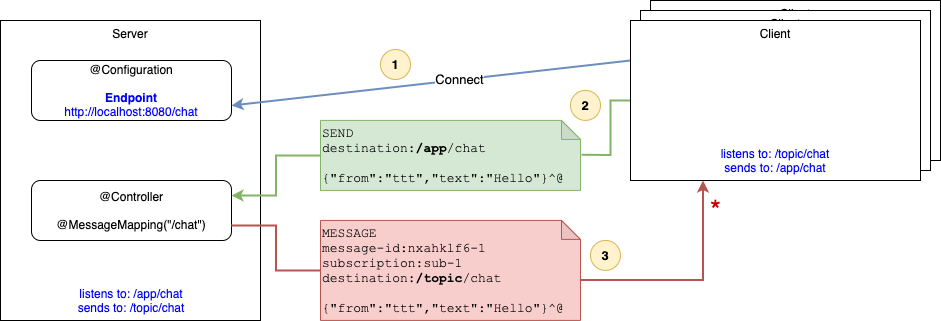 Client
Client
Client
Server
@Configuration
Endpoint
http://localhost:8080/chat
1
Connect
2
SEND
destination:/app/chat
{"from":"ttt","text":"Hello"}^@
listens to: /topic/chat
sends to: /app/chat
@Controller
@MessageMapping("/chat")
*
MESSAGE
message-id:nxahklf6-1
subscription:sub-1
destination:/topic/chat
{"from":"ttt","text":"Hello"}^@
3
listens to: /app/chat
sends to: /topic/chat